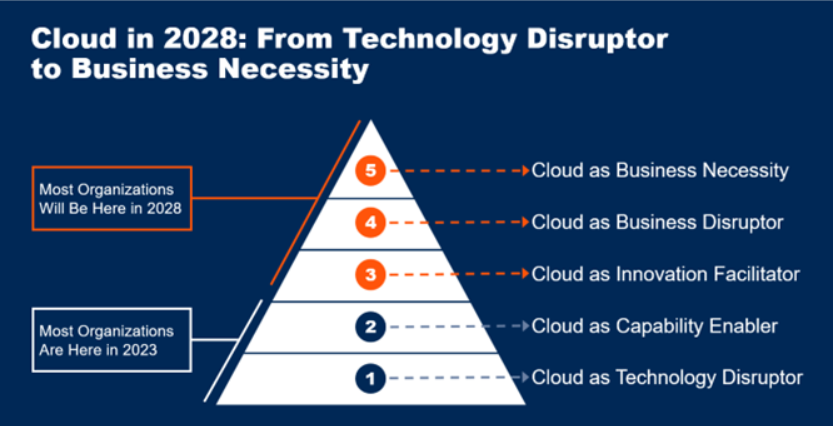 Cloud in 2028: From Technology Disruptor
to Business Necessity
5
Cloud as Business Necessity
Most Organizations
Will Be Here in 2028
4
Cloud as Business Disruptor
3
Cloud as Innovation Facilitator
Most Organizations
Are Here in 2023
2
Cloud as Capability Enabler
1
Cloud as Technology Disruptor